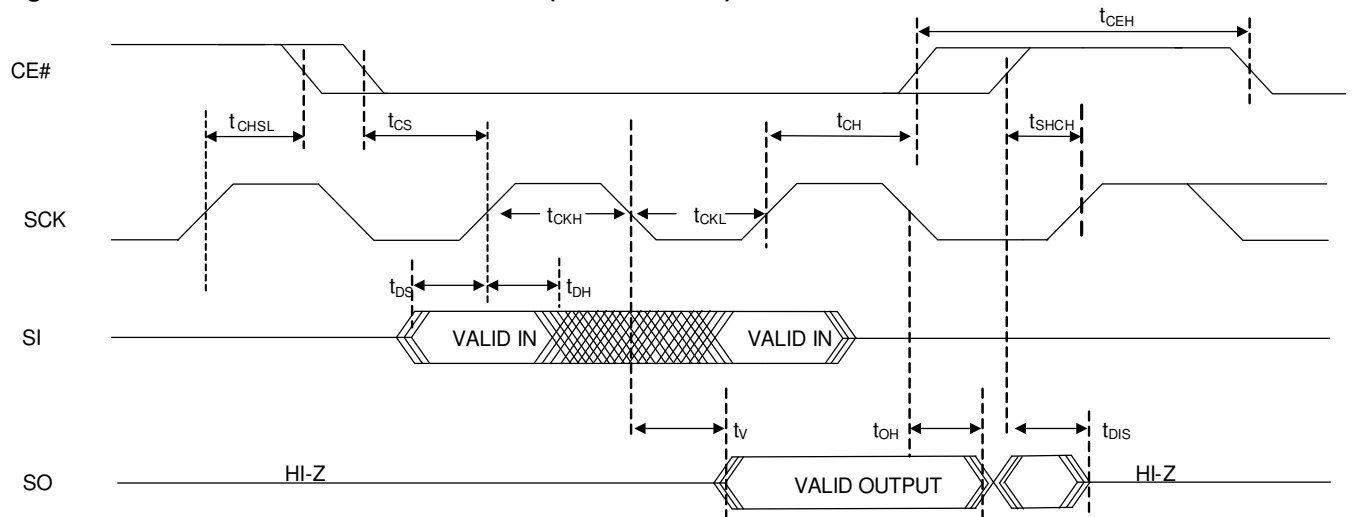 tCEH
CE#
tCHSL
tCS
tCH
tSHCH
SCK
tCKH
tCKL
tDS
tDH
SI
VALID IN
VALID IN
tV
tOH
tDIS
SO
HI-Z
VALID OUTPUT
HI-Z